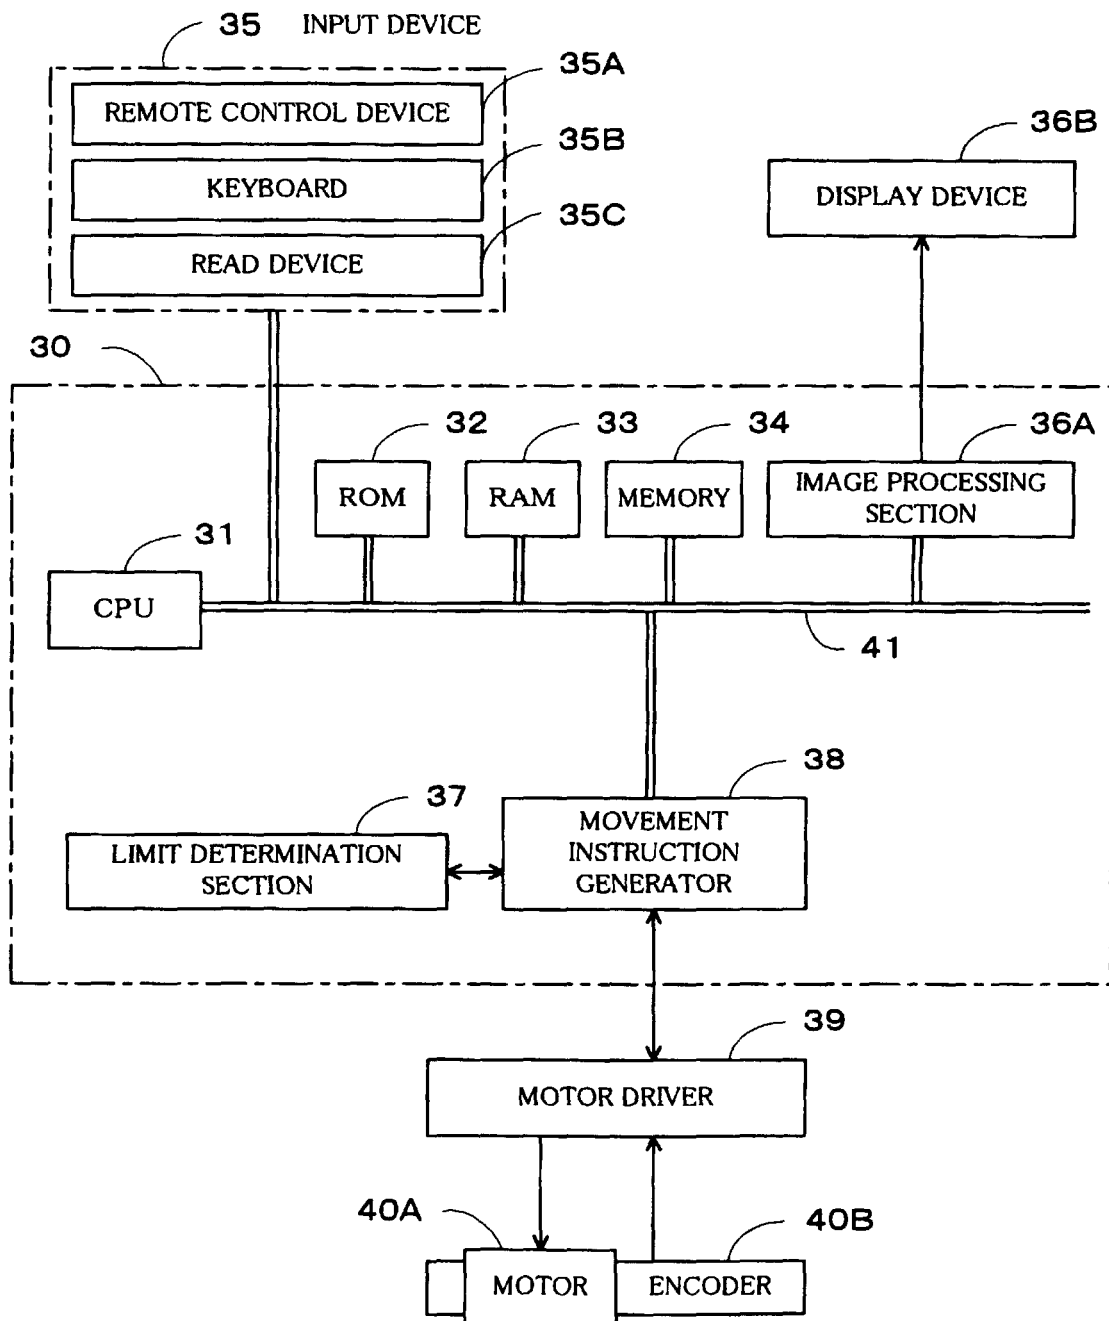 35 INPUT DEVICE
35A
REMOTE CONTROL DEVICE
35B
KEYBOARD
35C
READ DEVICE
36B
DISPLAY DEVICE
30
32
33
34
36A
ROM
RAM
MEMORY
IMAGE PROCESSING
SECTION
31
CPU
41
38
37
MOVEMENT
INSTRUCTION
GENERATOR
LIMIT DETERMINATION
SECTION
39
MOTOR DRIVER
40A
40B
MOTOR
ENCODER